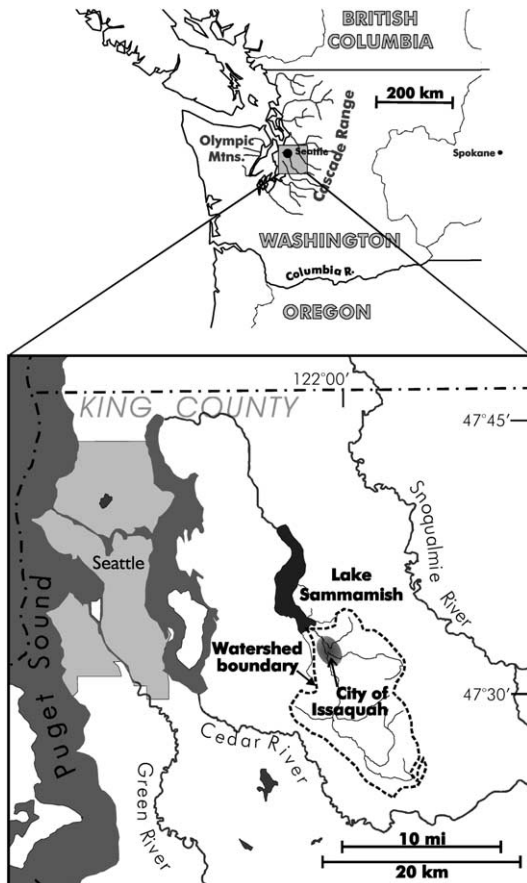 BRITISH
COLUMBIA
200 km
Olympic
Mtns.
Seattle
Cascade Range
Spokane
WASHINGTON
Columbia R.
OREGON
122°00'
KING COUNTY
47°45'
Snoqualmie River
Seattle
Lake
Sammamish
Puget Sound
Watershed
boundary
City of
Issaquah
47°30'
Cedar River
Green River
10 mi
20 km